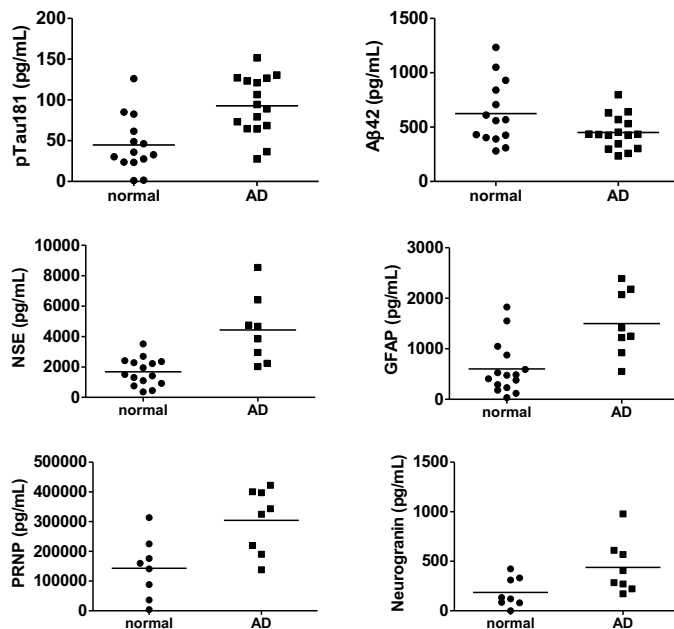 pTau181 (pg/mL)
200
150
100
50
0
normal AD
Aβ42 (pg/mL)
1500
1000
500
0
normal AD
NSE (pg/mL)
10000
8000
6000
4000
2000
0
normal AD
GFAP (pg/mL)
3000
2000
1000
0
normal AD
PRNP (pg/mL)
500000
400000
300000
200000
100000
0
normal AD
Neurogranin (pg/mL)
1500
1000
500
0
normal AD